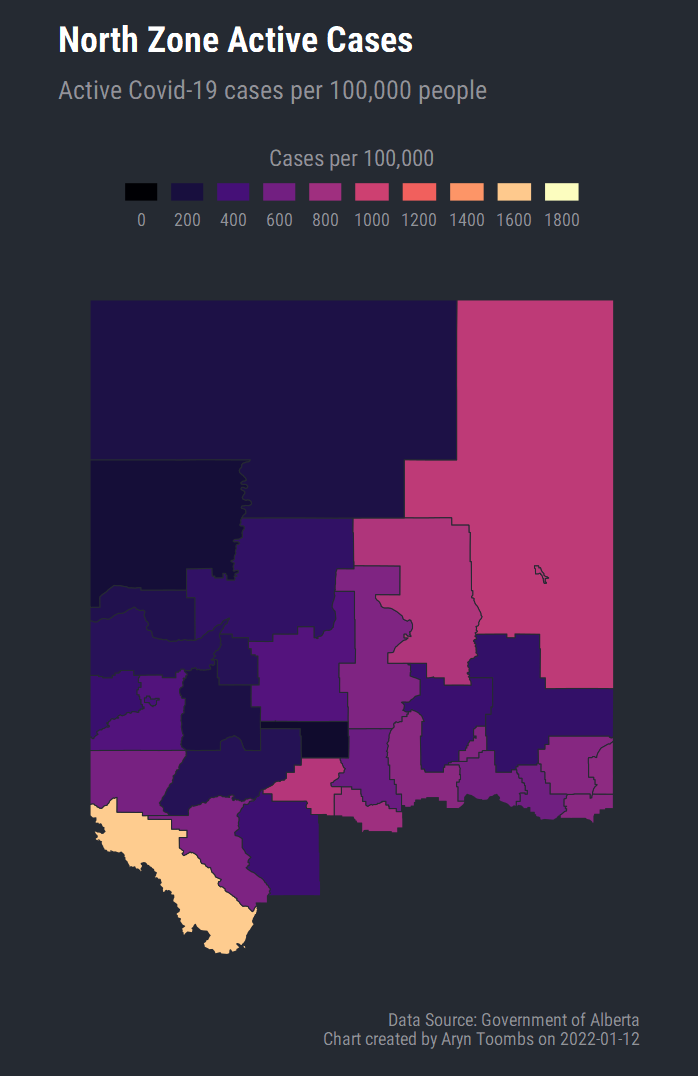 North Zone Active Cases
Active Covid-19 cases per 100,000 people
Cases per 100,000
0 200 400 600 800 1000 1200 1400 1600 1800
Data Source: Government of Alberta
Chart created by Aryn Toombs on 2022-01-12